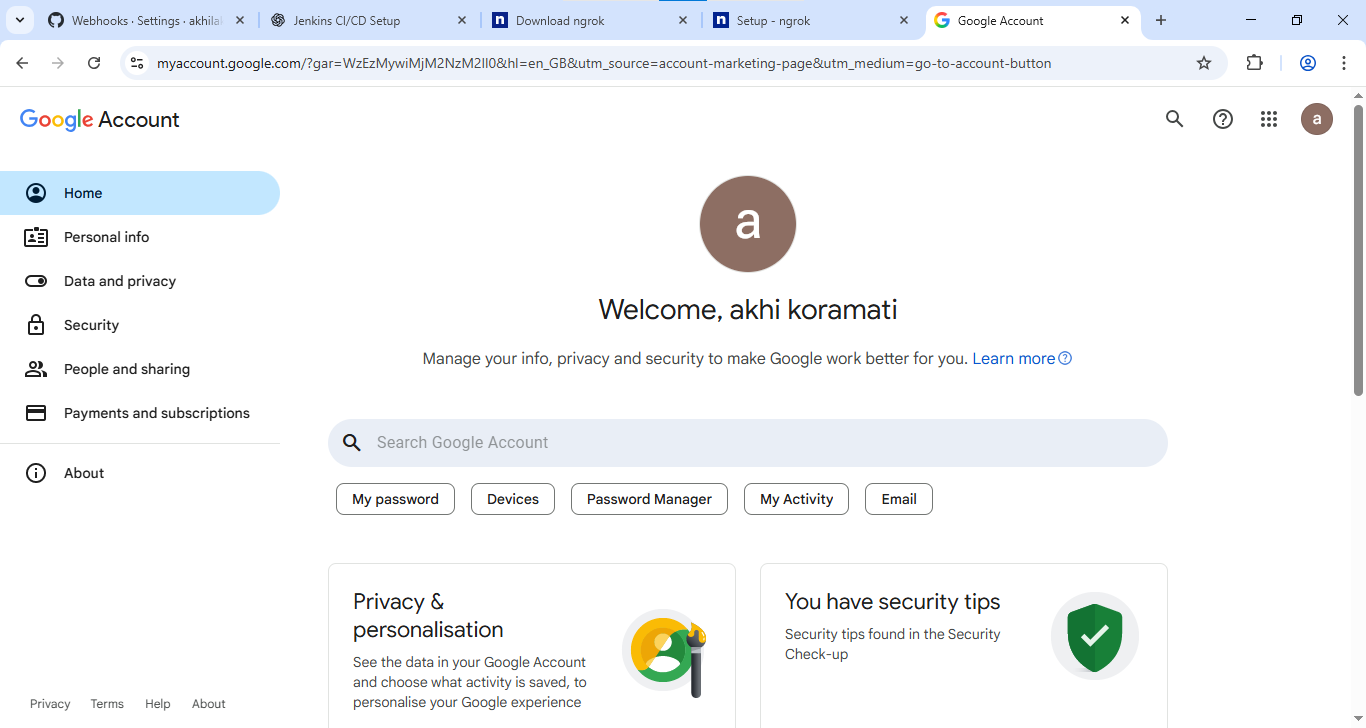 Webhooks · Settings · akhilak
Jenkins CI/CD Setup
Download ngrok
Setup - ngrok
Google Account
myaccount.google.com/?gar=WzEzMywiMjM2NzM2Il0&hl=en_GB&utm_source=account-marketing-page&utm_medium=go-to-account-button
Google Account
a
Home
Personal info
Data and privacy
Security
People and sharing
Payments and subscriptions
About
a
Welcome, akhi koramati
Manage your info, privacy and security to make Google work better for you. Learn more
Search Google Account
My password
Devices
Password Manager
My Activity
Email
Privacy &
personalisation
See the data in your Google Account
and choose what activity is saved, to
personalise your Google experience
You have security tips
Security tips found in the Security
Check-up
Privacy
Terms
Help
About